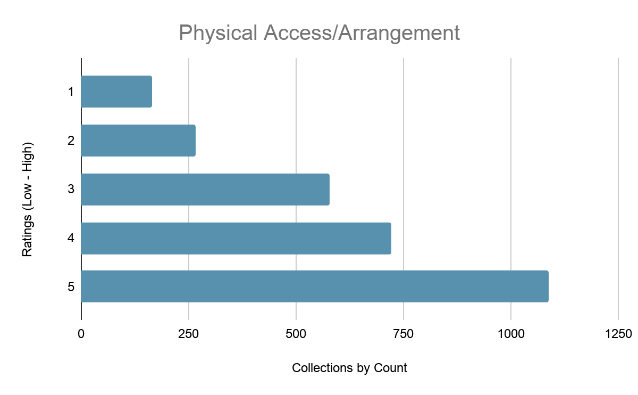 Physical Access/Arrangement
Ratings (Low - High)
1
2
3
4
5
0 250 500 750 1000 1250
Collections by Count